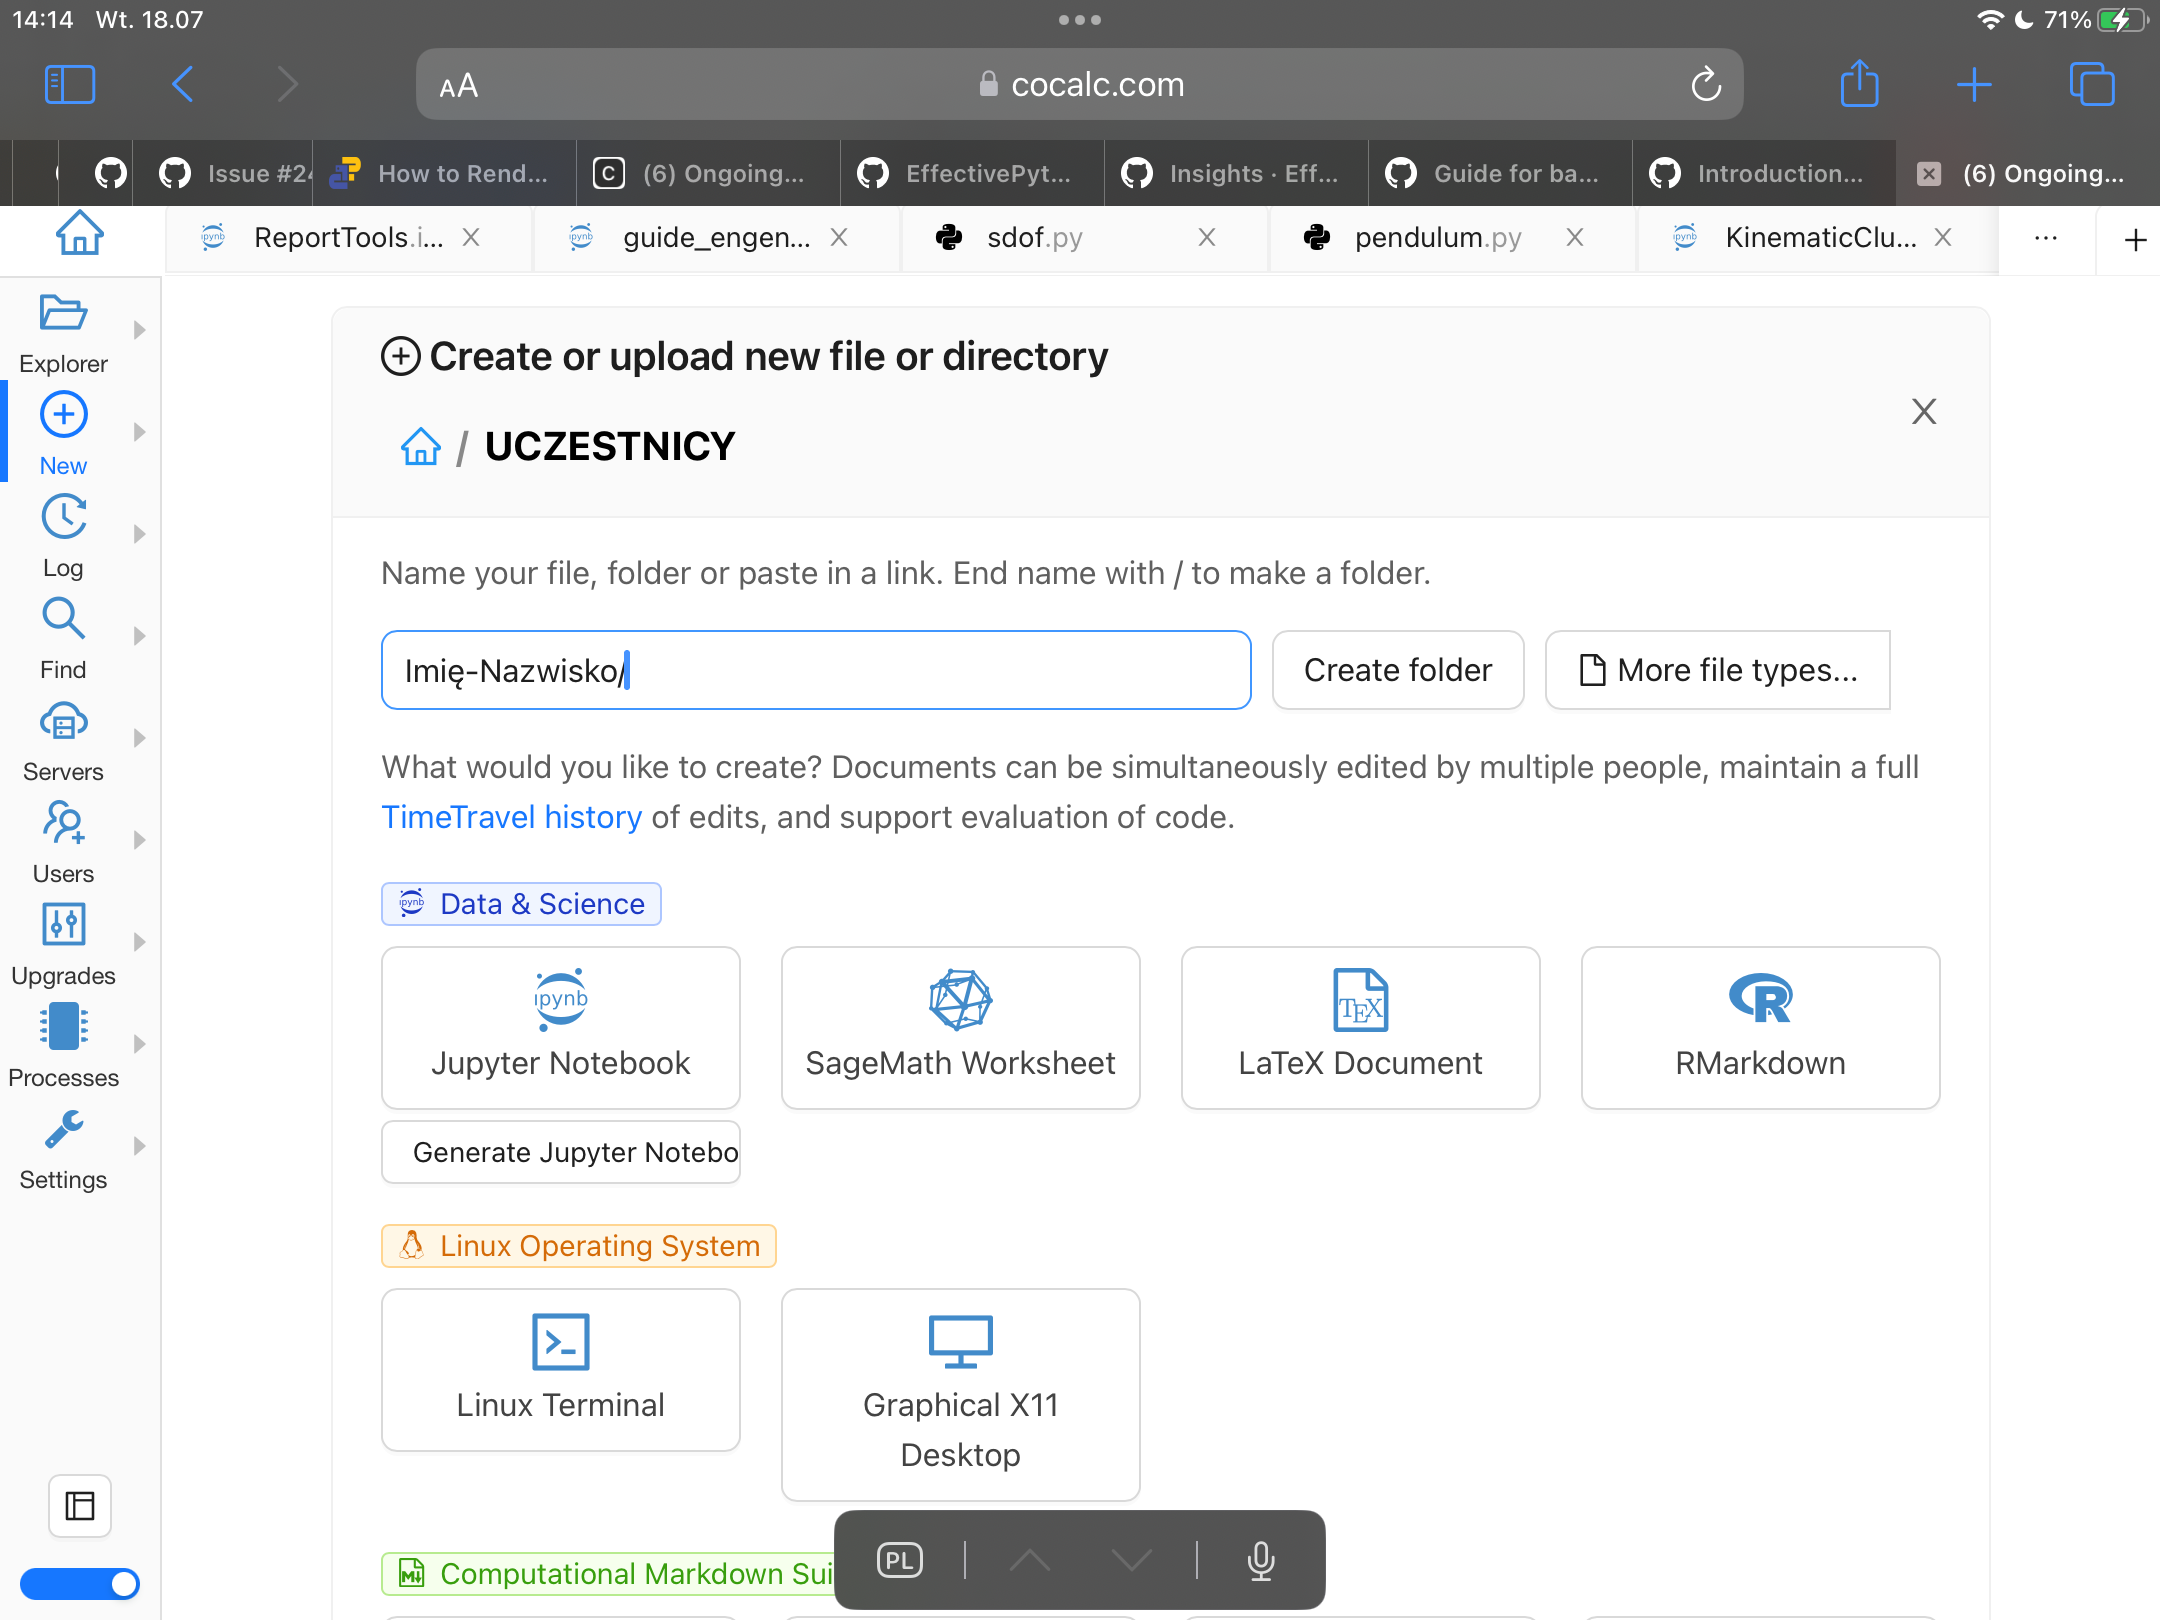 14:14 Wt. 18.07 71%
AA cocalc.com
Issue #24 How to Rend... C (6) Ongoing... EffectivePyt... Insights · Eff... Guide for ba... Introduction... (6) Ongoing...
ipynb ReportTools.i... ipynb guide_engen... sdof.py pendulum.py ipynb KinematicClu... ...
Explorer
New
Log
Find
Servers
Users
Upgrades
Processes
Settings
Create or upload new file or directory
/ UCZESTNICY
Name your file, folder or paste in a link. End name with / to make a folder.
Imię-Nazwisko/ Create folder More file types...
What would you like to create? Documents can be simultaneously edited by multiple people, maintain a full
TimeTravel history of edits, and support evaluation of code.
ipynb Data & Science
ipynb TEX R
Jupyter Notebook SageMath Worksheet LaTeX Document RMarkdown
Generate Jupyter Notebo
Linux Operating System
Linux Terminal Graphical X11
Desktop
Computational Markdown Sui
PL